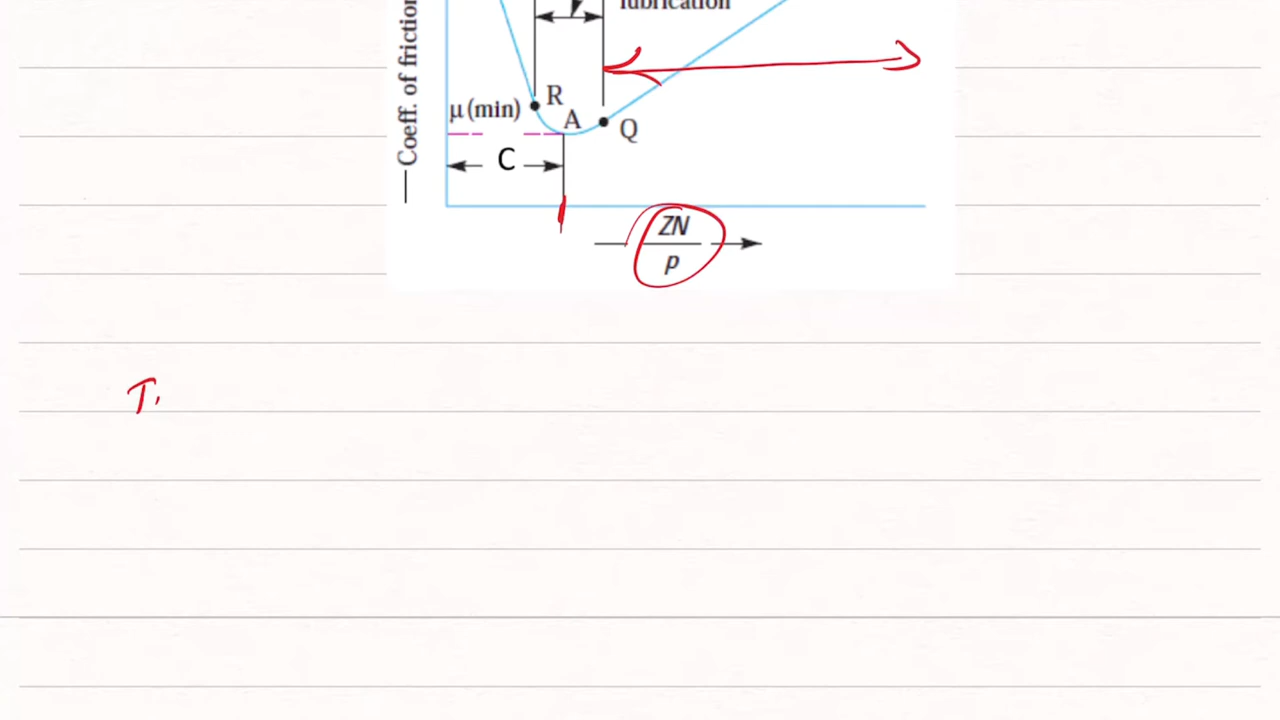 lubrication
— Coeff. of friction
R
μ (min)
A
Q
C
ZN
p
T.